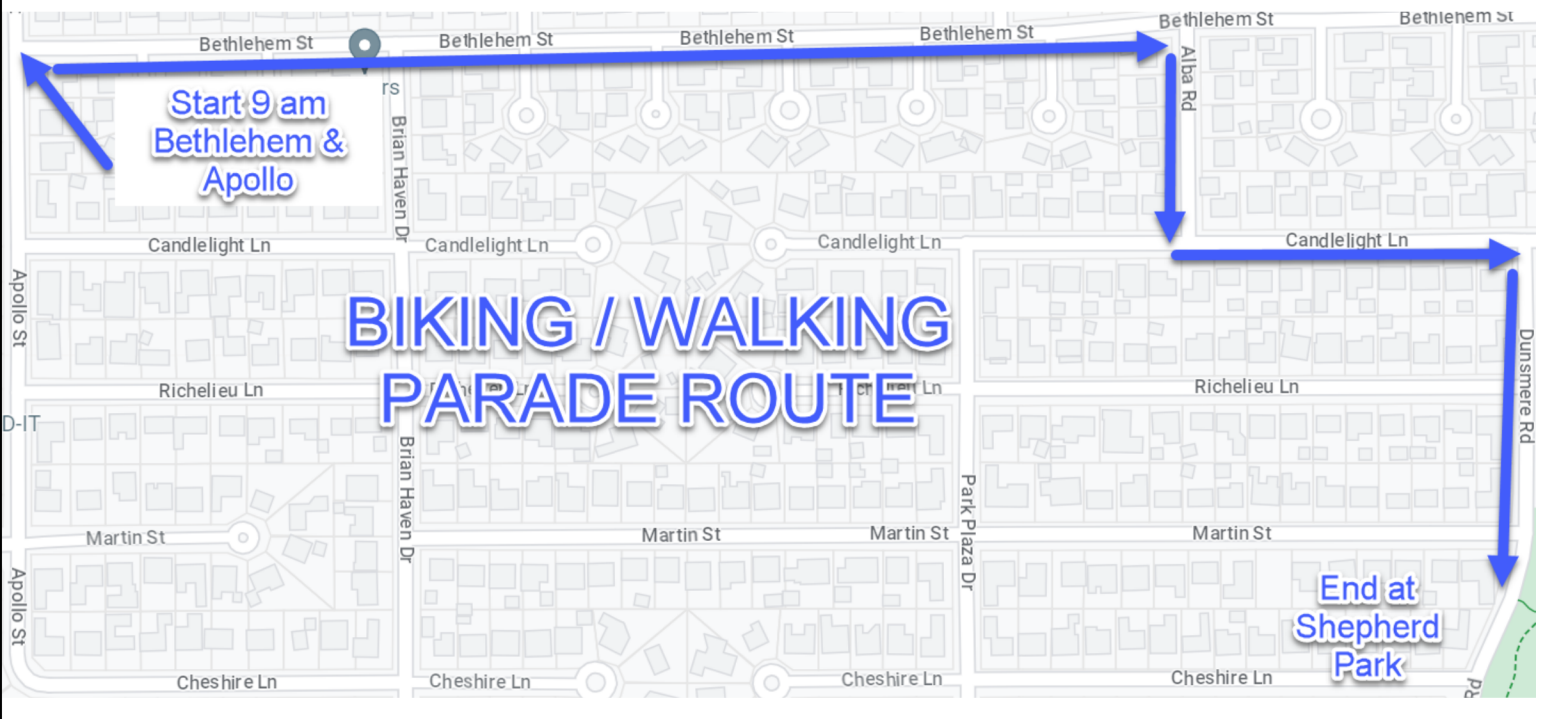 Bethlehem St
Bethlehem St
Bethlehem St
Bethlehem St
Bethlehem St
Bethlehem St
rs
Start 9 am
Bethlehem &
Apollo
Brian Haven Dr
Alba Rd
Candlelight Ln
Candlelight Ln
Candlelight Ln
Candlelight Ln
Apollo St
BIKING / WALKING
PARADE ROUTE
Dunsmere Rd
Richelieu Ln
Richelieu Ln
D-IT
Brian Haven Dr
Park Plaza Dr
Martin St
Martin St
Martin St
Martin St
Apollo St
End at
Shepherd
Park
Cheshire Ln
Cheshire Ln
Cheshire Ln
Cheshire Ln
Rd